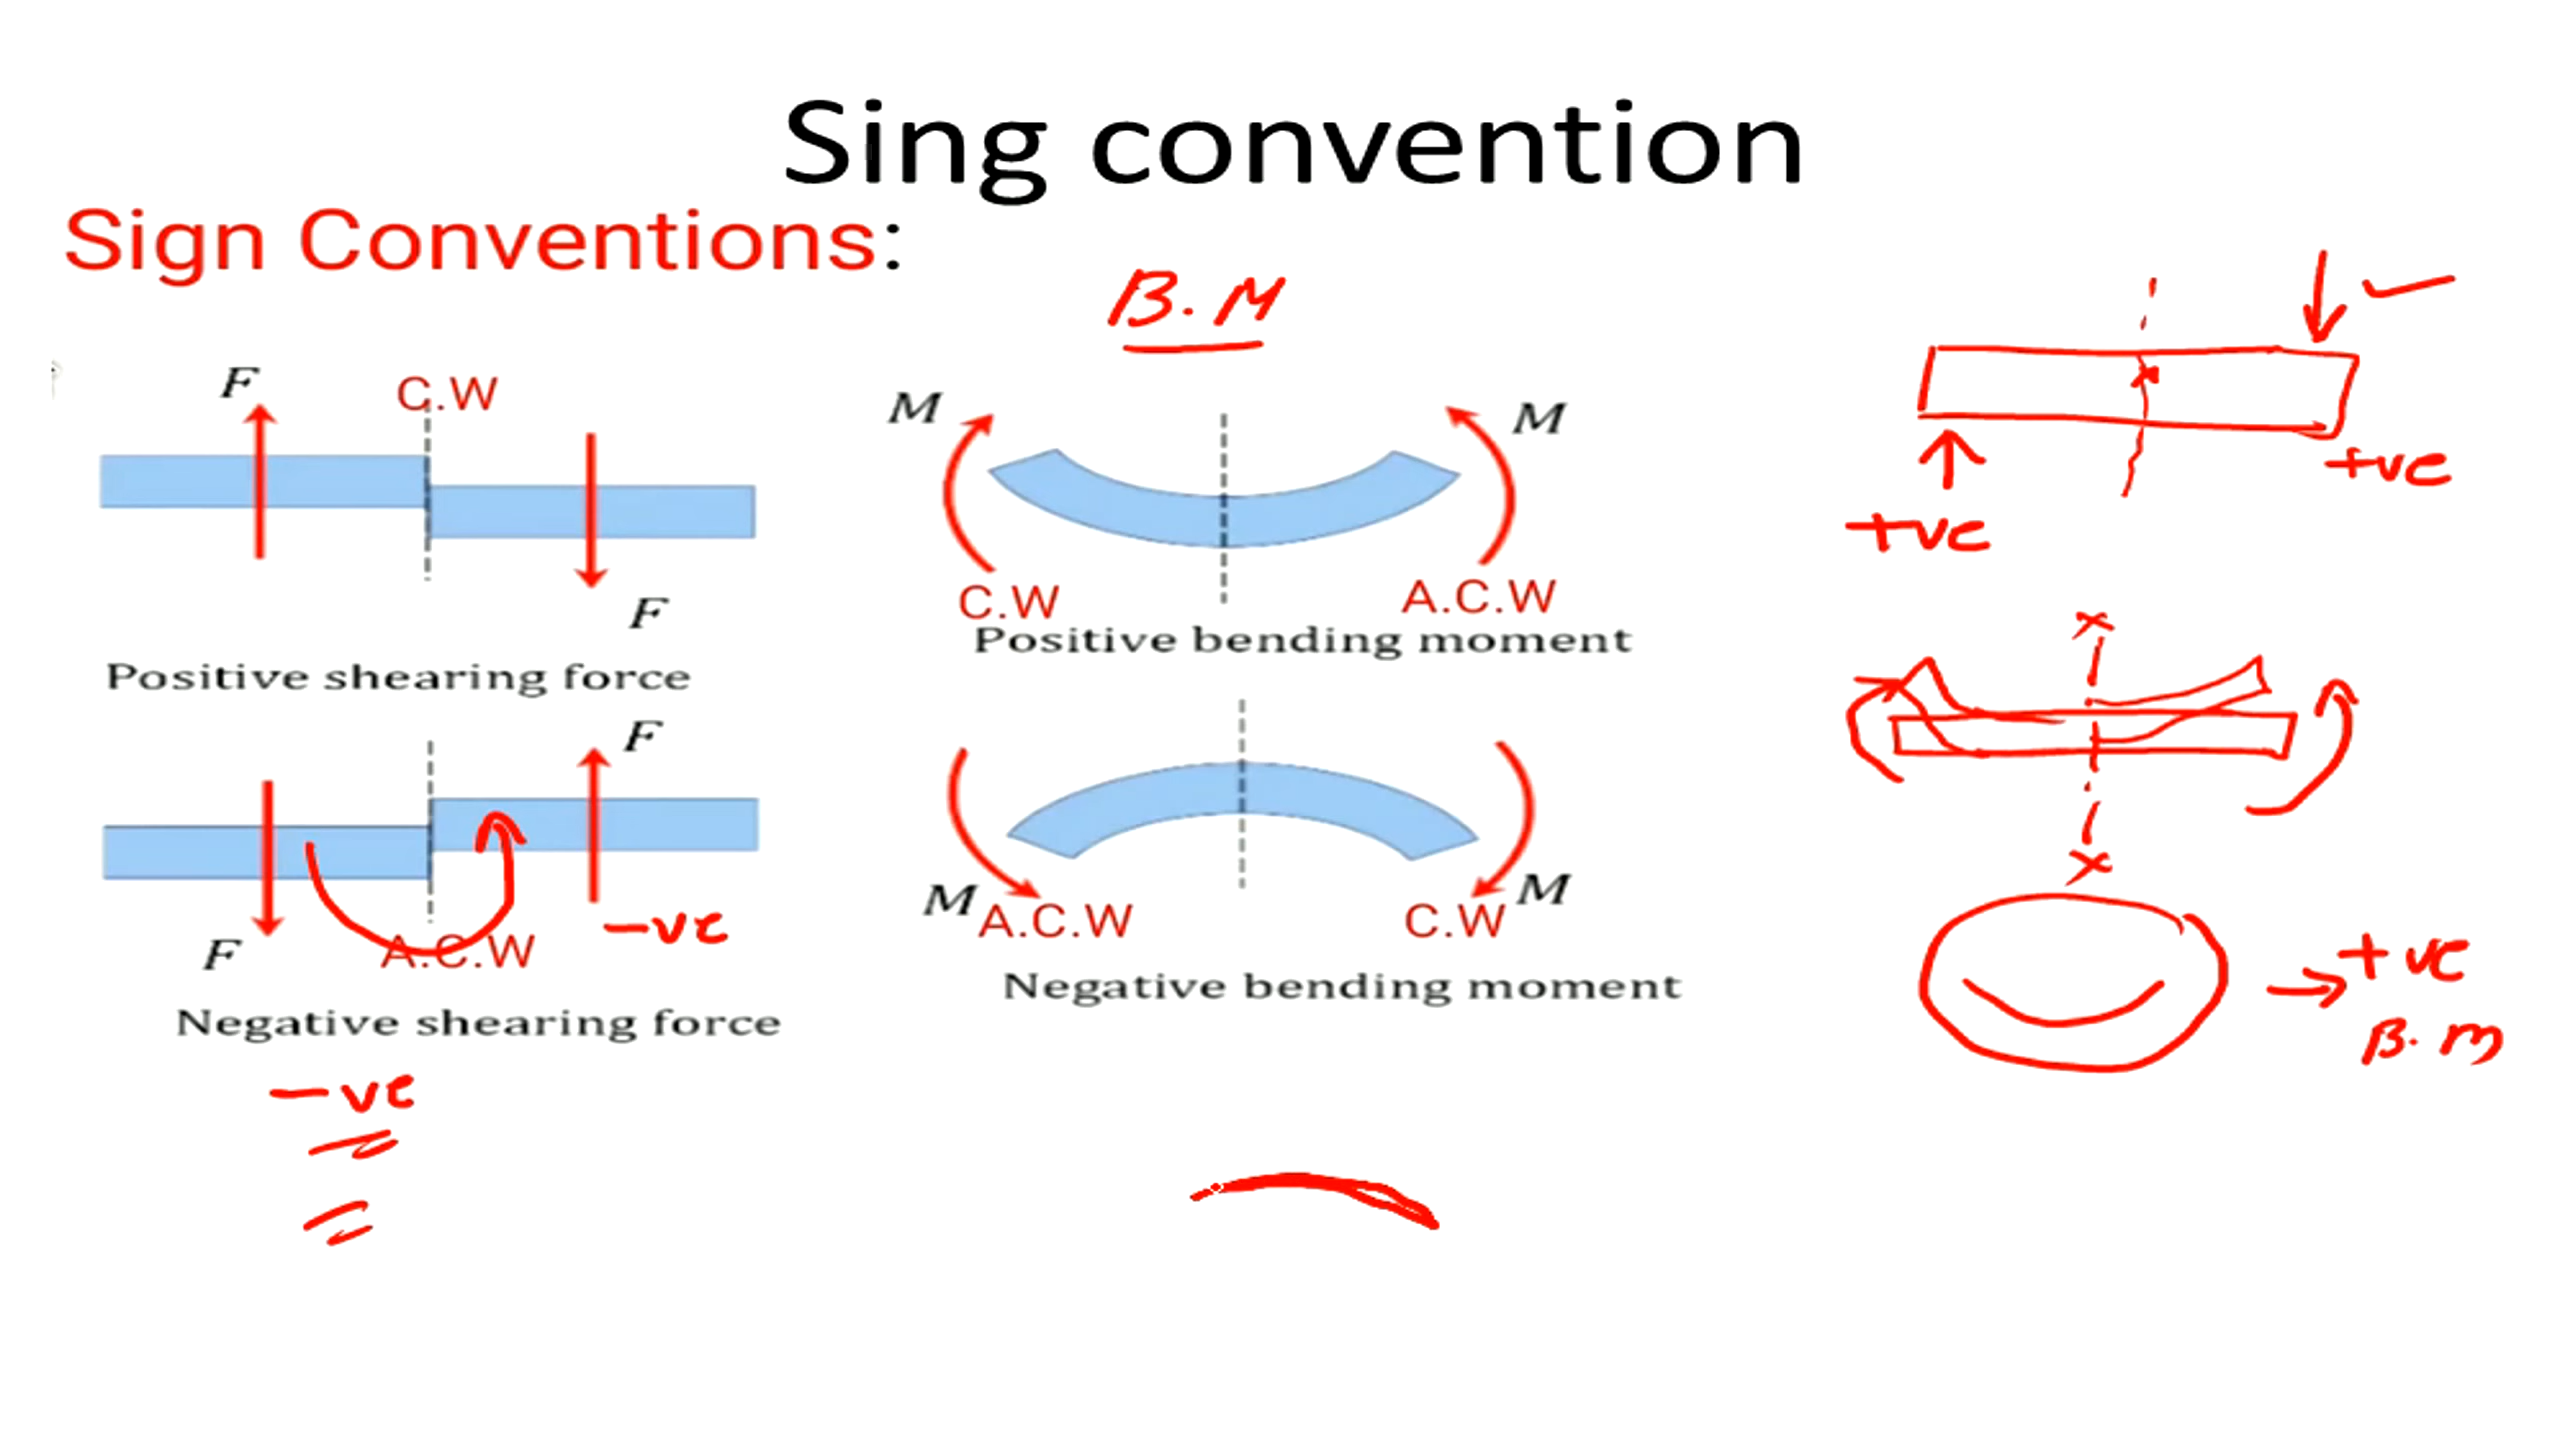 Sing convention
Sign Conventions:
B.M
F
C.W
F
Positive shearing force
M
M
C.W
A.C.W
Positive bending moment
+ve
+ve
F
F
A.C.W
-ve
Negative shearing force
-ve
M
A.C.W
C.W
M
Negative bending moment
x
x
+ve
B.M